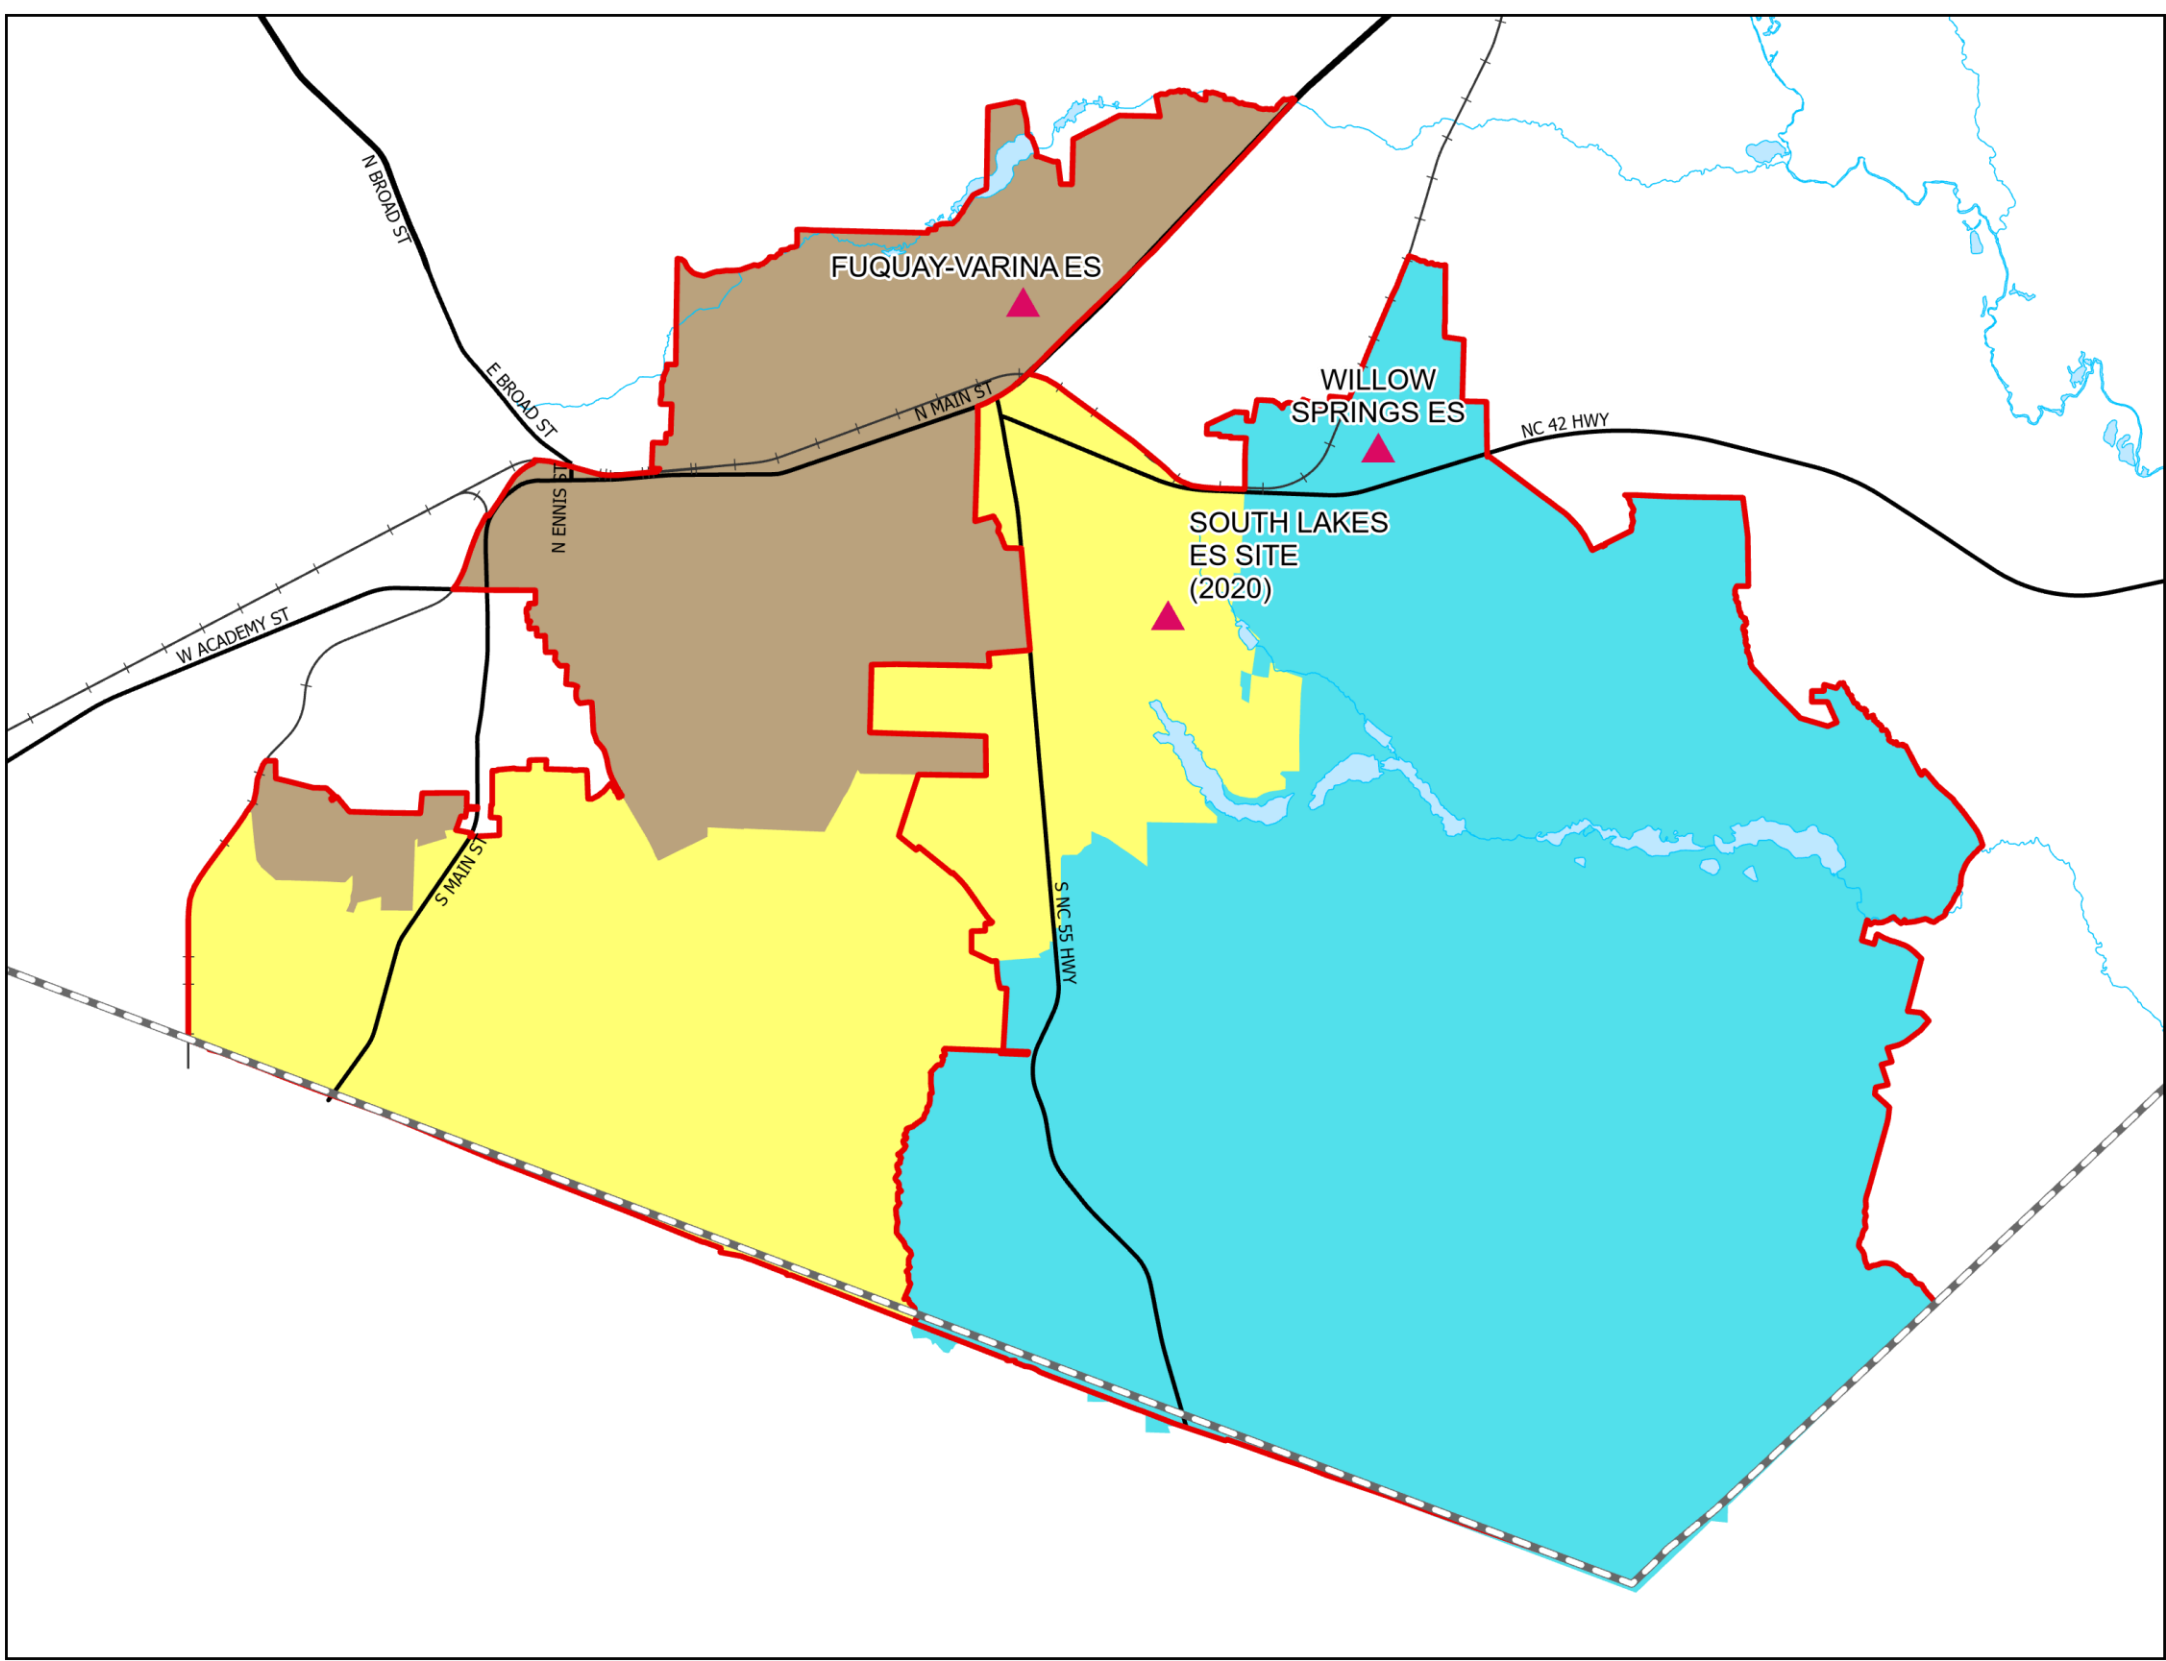 N BROAD ST
FUQUAY-VARINA ES
E BROAD ST
N MAIN ST
WILLOW
SPRINGS ES
NC 42 HWY
N ENNIS ST
SOUTH LAKES
ES SITE
(2020)
W ACADEMY ST
S MAIN ST
S NC 55 HWY